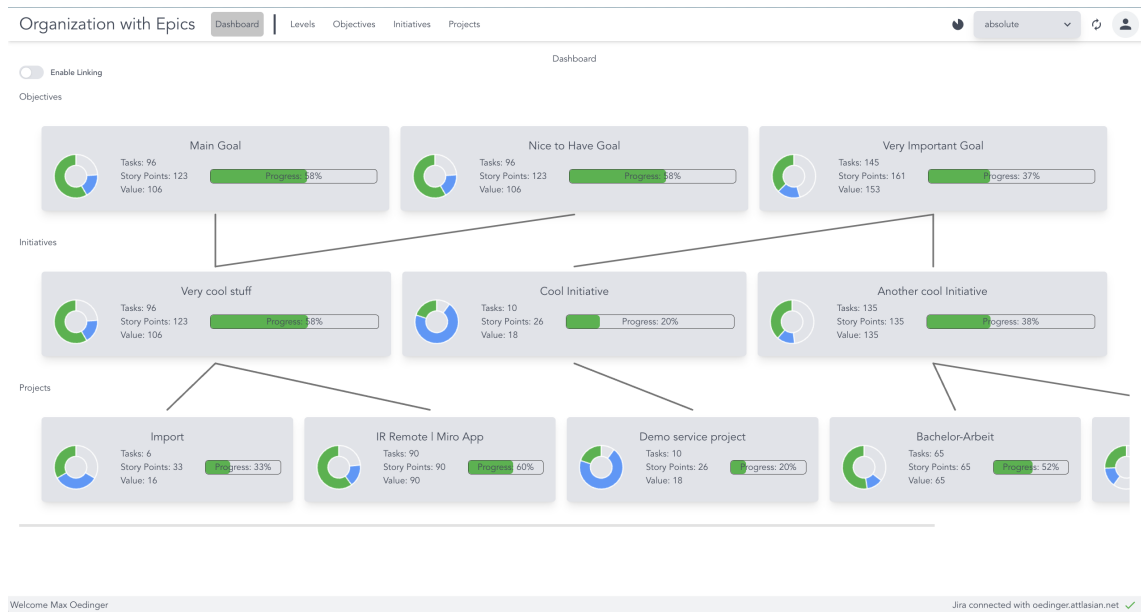 Organization with Epics Dashboard Levels Objectives Initiatives Projects absolute
Dashboard
Enable Linking
Objectives
Main Goal
Tasks: 96
Story Points: 123
Value: 106
Progress: 58%
Nice to Have Goal
Tasks: 96
Story Points: 123
Value: 106
Progress: 58%
Very Important Goal
Tasks: 145
Story Points: 161
Value: 153
Progress: 37%
Initiatives
Very cool stuff
Tasks: 96
Story Points: 123
Value: 106
Progress: 58%
Cool Initiative
Tasks: 10
Story Points: 26
Value: 18
Progress: 20%
Another cool Initiative
Tasks: 135
Story Points: 135
Value: 135
Progress: 38%
Projects
Import
Tasks: 6
Story Points: 33
Value: 16
Progress: 33%
IR Remote | Miro App
Tasks: 90
Story Points: 90
Value: 90
Progress: 60%
Demo service project
Tasks: 10
Story Points: 26
Value: 18
Progress: 20%
Bachelor-Arbeit
Tasks: 65
Story Points: 65
Value: 65
Progress: 52%
Welcome Max Oedinger
Jira connected with oedinger.attlasian.net